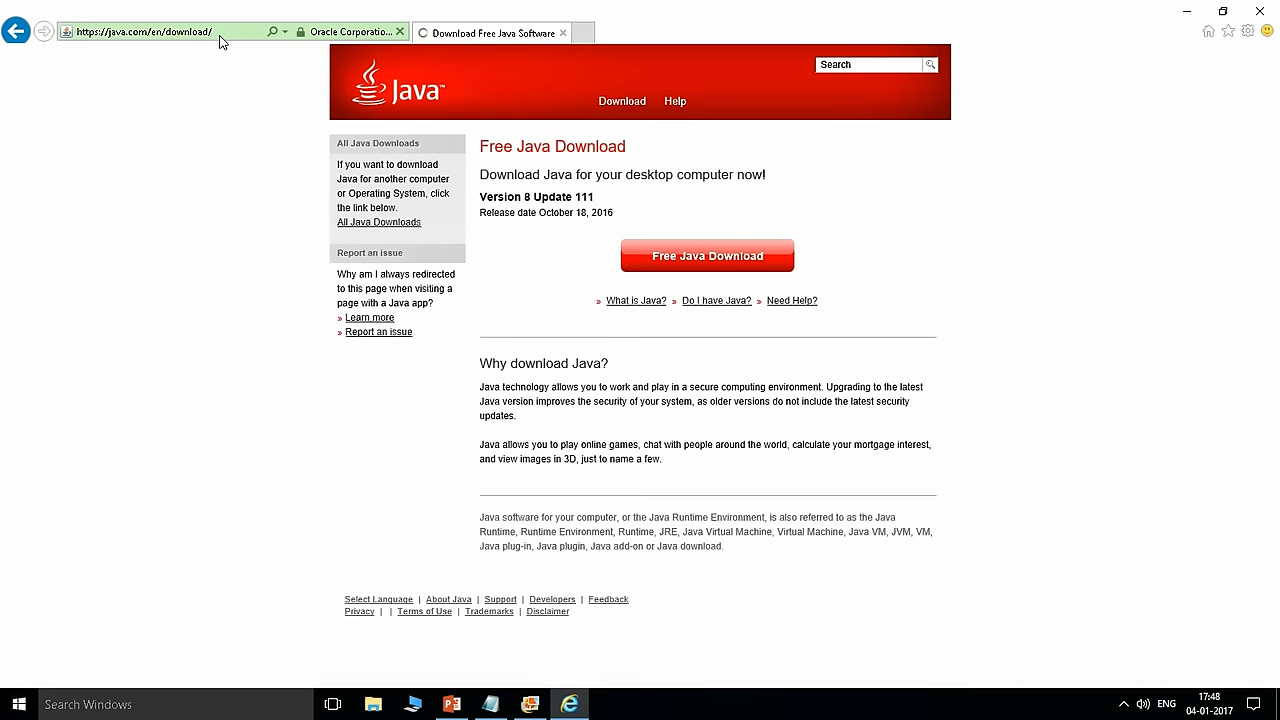 https://java.com/en/download/
Oracle Corporatio...
Download Free Java Software
Java™
Search
Download
Help
All Java Downloads
If you want to download
Java for another computer
or Operating System, click
the link below.
All Java Downloads
Report an issue
Why am I always redirected
to this page when visiting a
page with a Java app?
» Learn more
» Report an issue
Free Java Download
Download Java for your desktop computer now!
Version 8 Update 111
Release date October 18, 2016
Free Java Download
» What is Java? » Do I have Java? » Need Help?
Why download Java?
Java technology allows you to work and play in a secure computing environment. Upgrading to the latest
Java version improves the security of your system, as older versions do not include the latest security
updates.
Java allows you to play online games, chat with people around the world, calculate your mortgage interest,
and view images in 3D, just to name a few.
Java software for your computer, or the Java Runtime Environment, is also referred to as the Java
Runtime, Runtime Environment, Runtime, JRE, Java Virtual Machine, Virtual Machine, Java VM, JVM, VM,
Java plug-in, Java plugin, Java add-on or Java download.
Select Language | About Java | Support | Developers | Feedback
Privacy | | Terms of Use | Trademarks | Disclaimer
Search Windows
ENG
17:48
04-01-2017